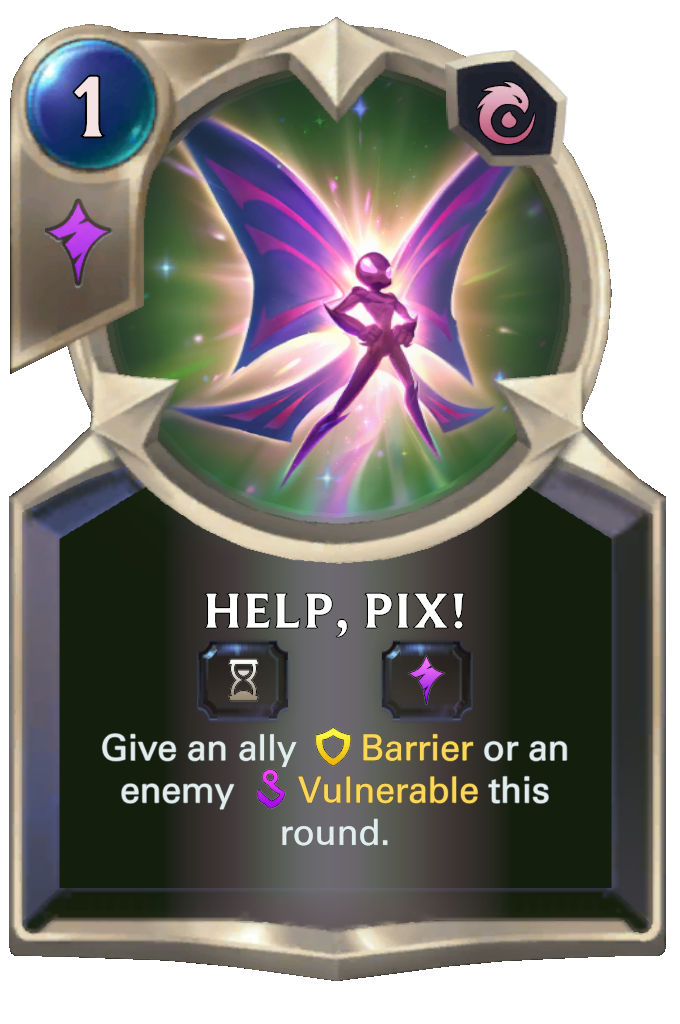 1
HELP, PIX!
Give an ally Barrier or an
enemy Vulnerable this
round.